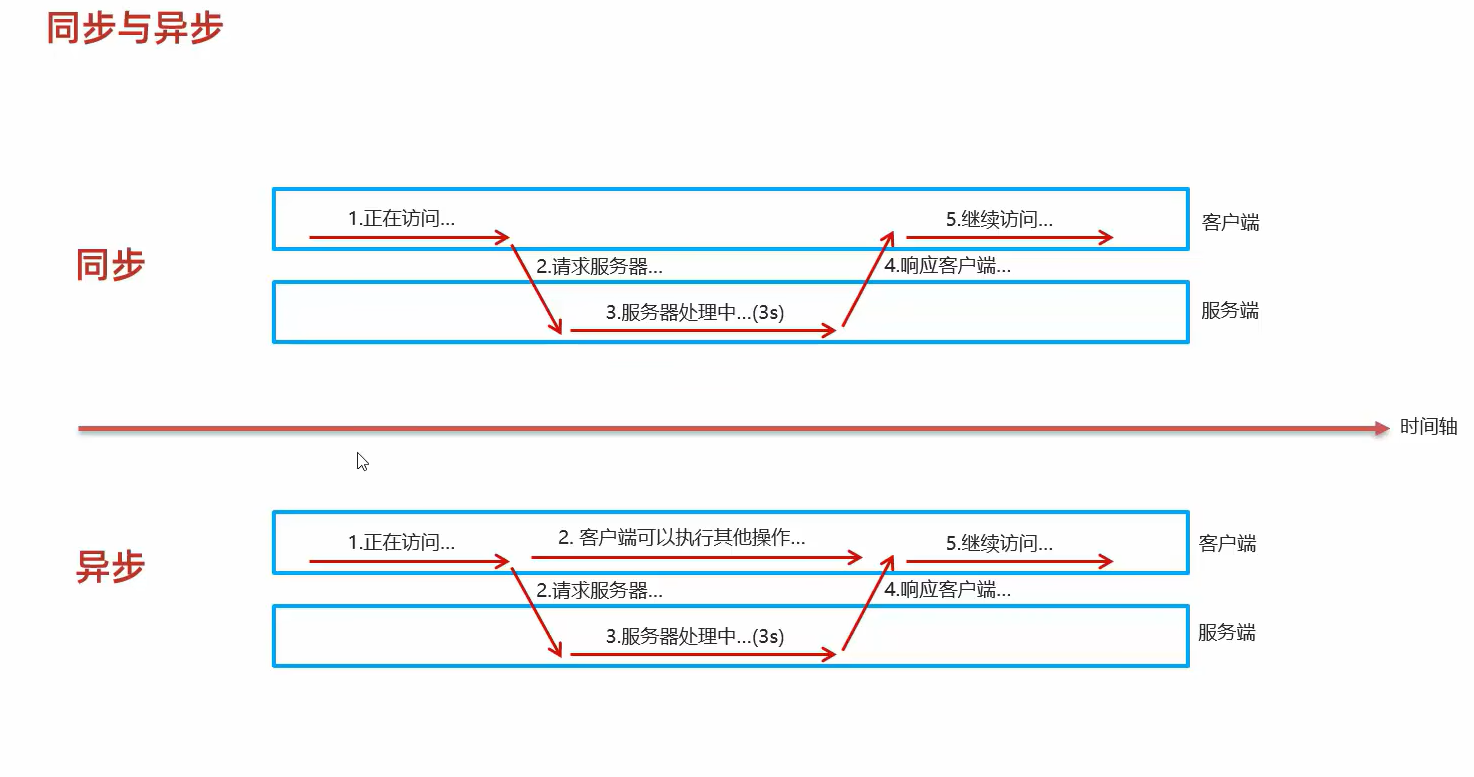 同步与异步
1.正在访问...
5.继续访问...
客户端
同步
2.请求服务器...
4.响应客户端...
3.服务器处理中...(3s)
服务端
时间轴
1.正在访问...
2. 客户端可以执行其他操作...
5.继续访问...
客户端
异步
2.请求服务器...
4.响应客户端...
3.服务器处理中...(3s)
服务端